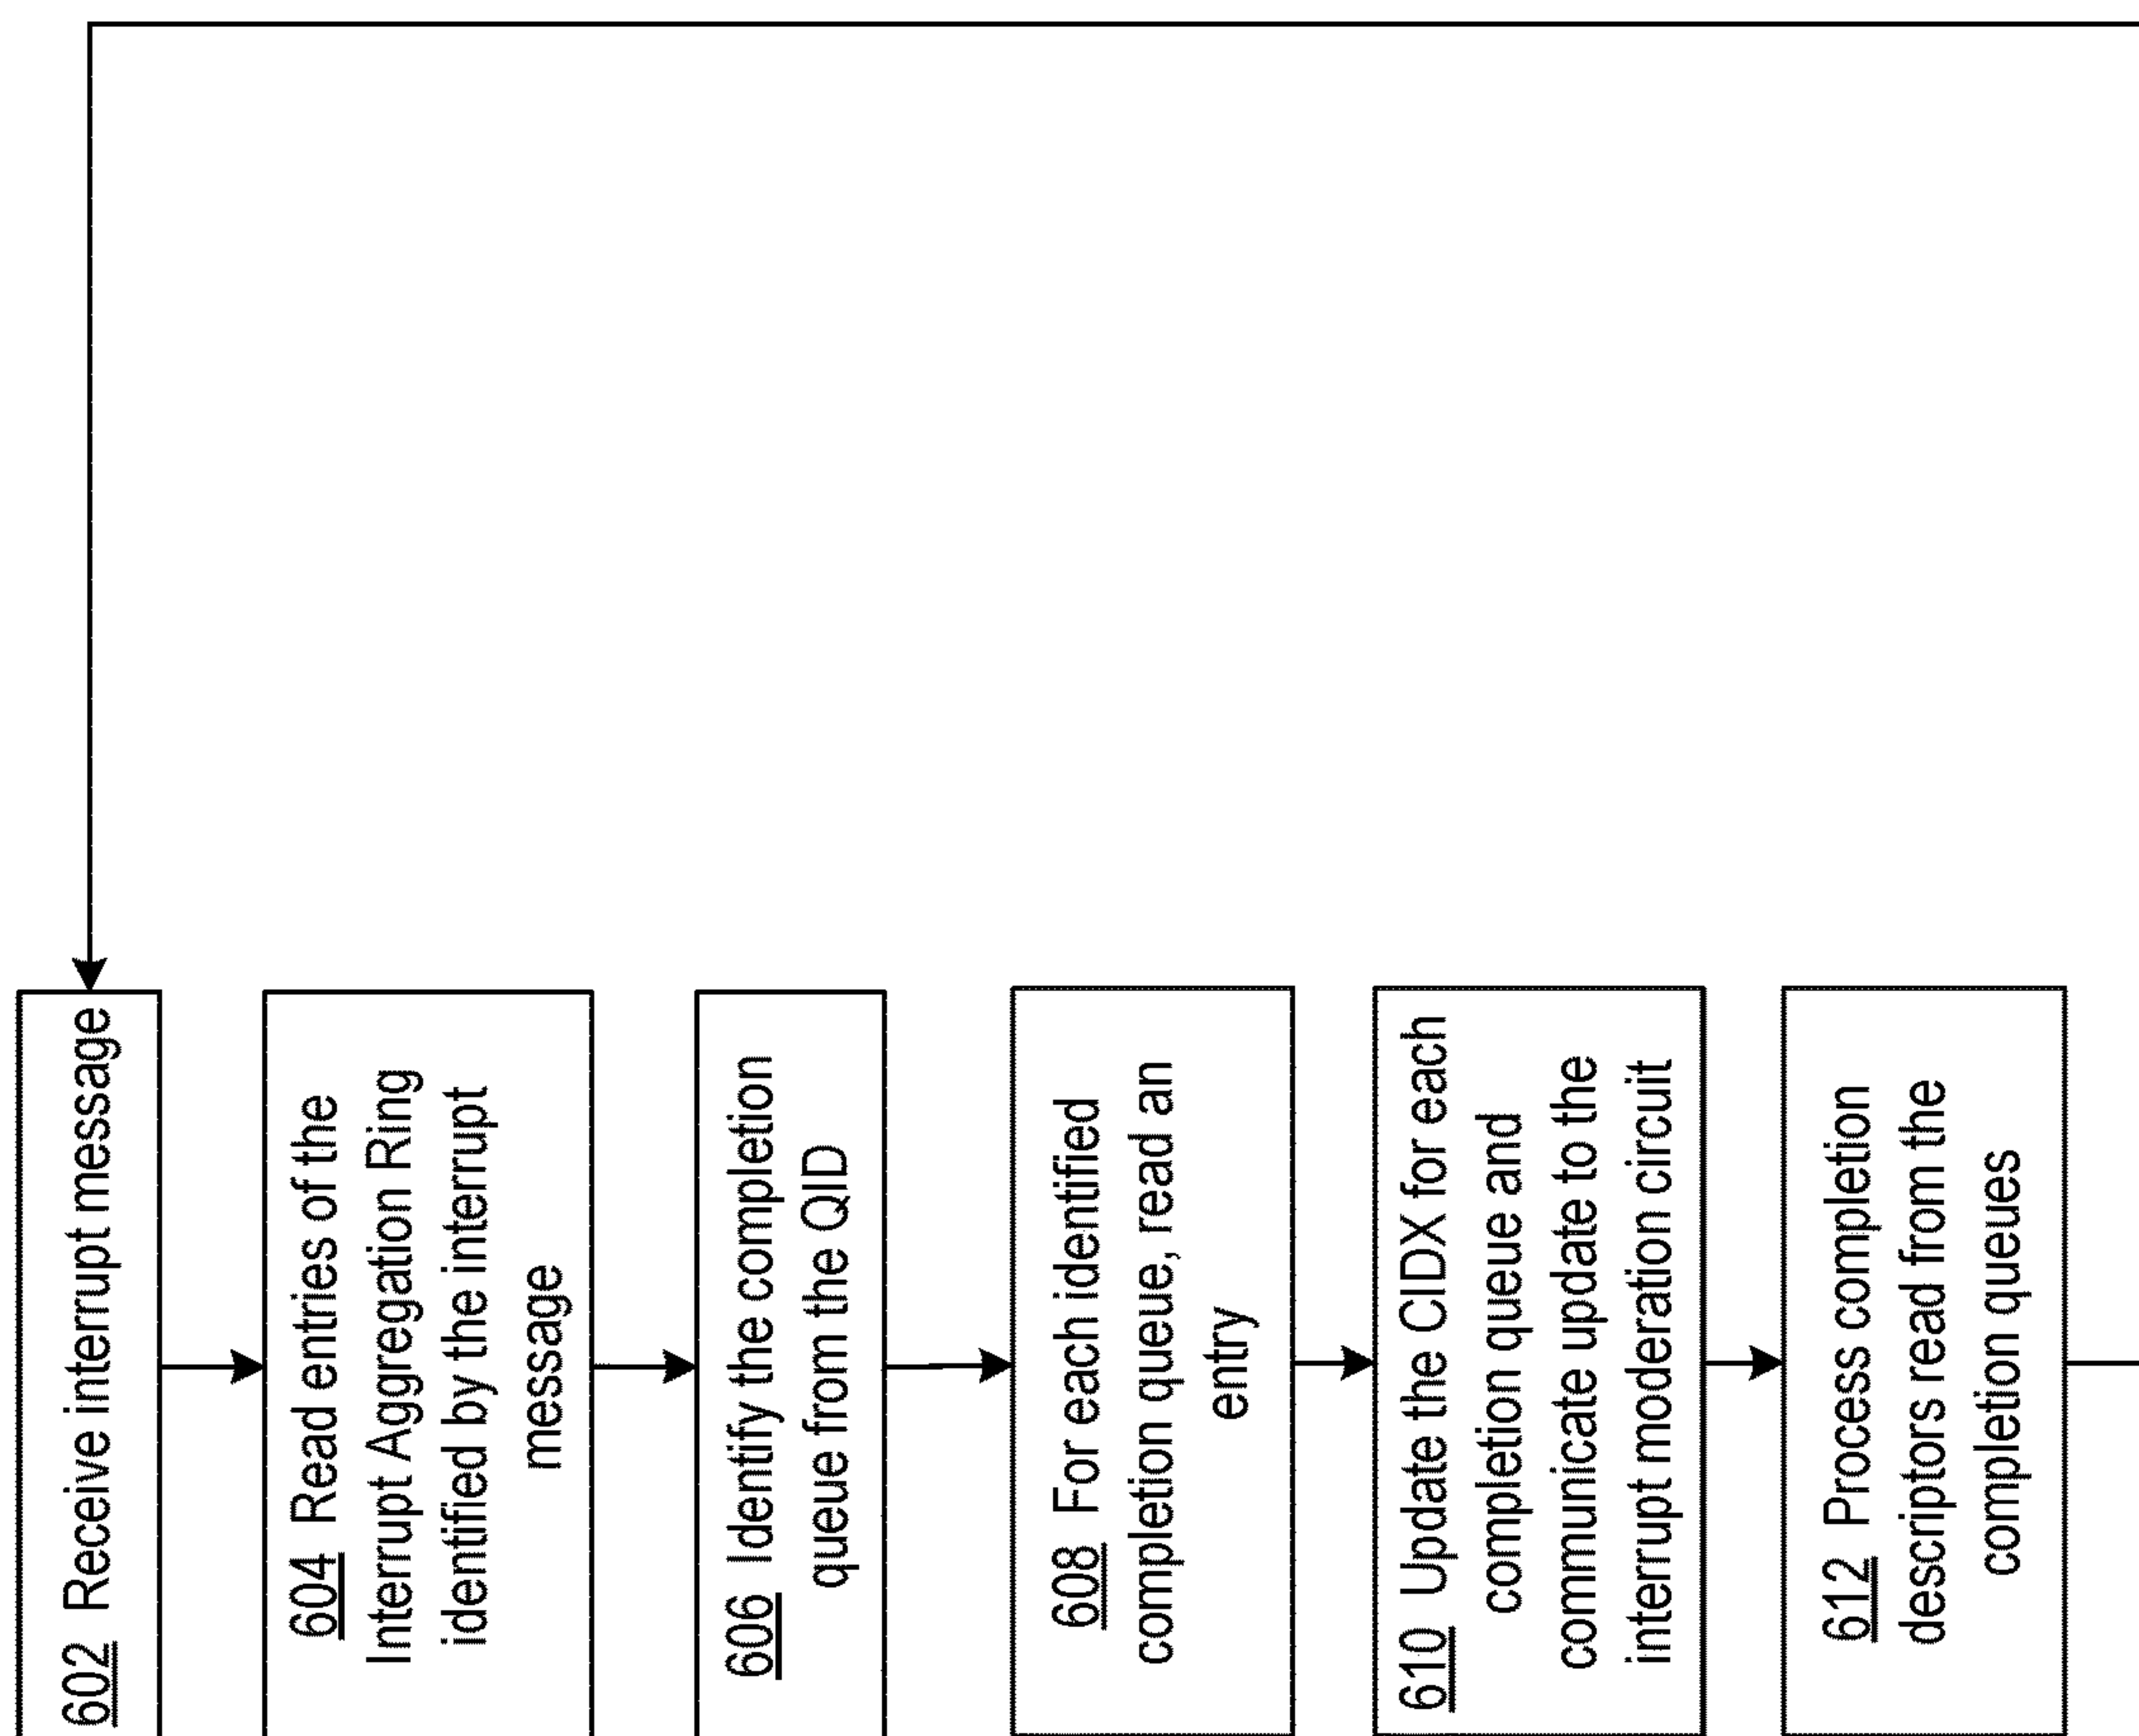 602 Receive interrupt message
604 Read entries of the
Interrupt Aggregation Ring
identified by the interrupt
message
606 Identify the completion
queue from the QID
608 For each identified
completion queue, read an
entry
610 Update the CIDX for each
completion queue and
communicate update to the
interrupt moderation circuit
612 Process completion
descriptors read from the
completion queues